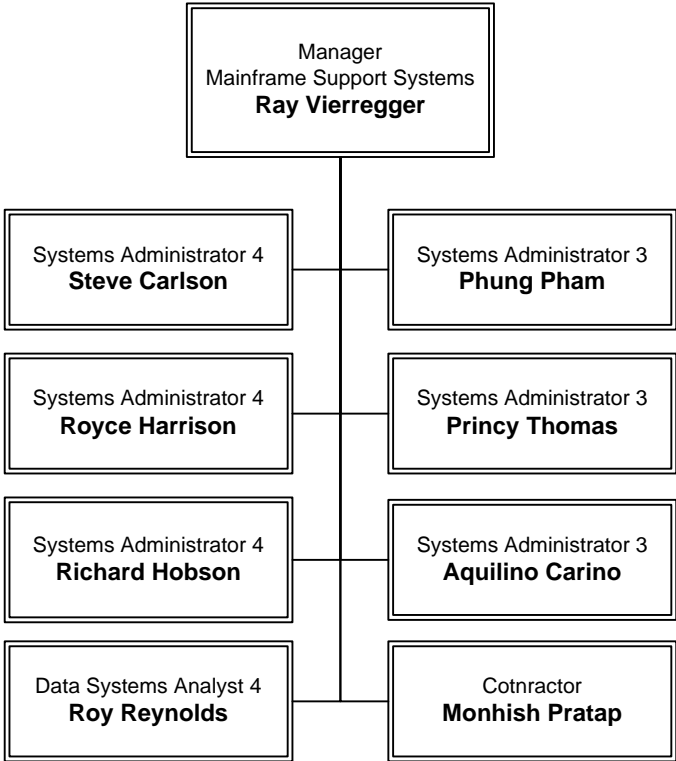 Manager
Mainframe Support Systems
Ray Vierregger
Systems Administrator 4
Steve Carlson
Systems Administrator 3
Phung Pham
Systems Administrator 4
Royce Harrison
Systems Administrator 3
Princy Thomas
Systems Administrator 4
Richard Hobson
Systems Administrator 3
Aquilino Carino
Data Systems Analyst 4
Roy Reynolds
Cotnractor
Monhish Pratap